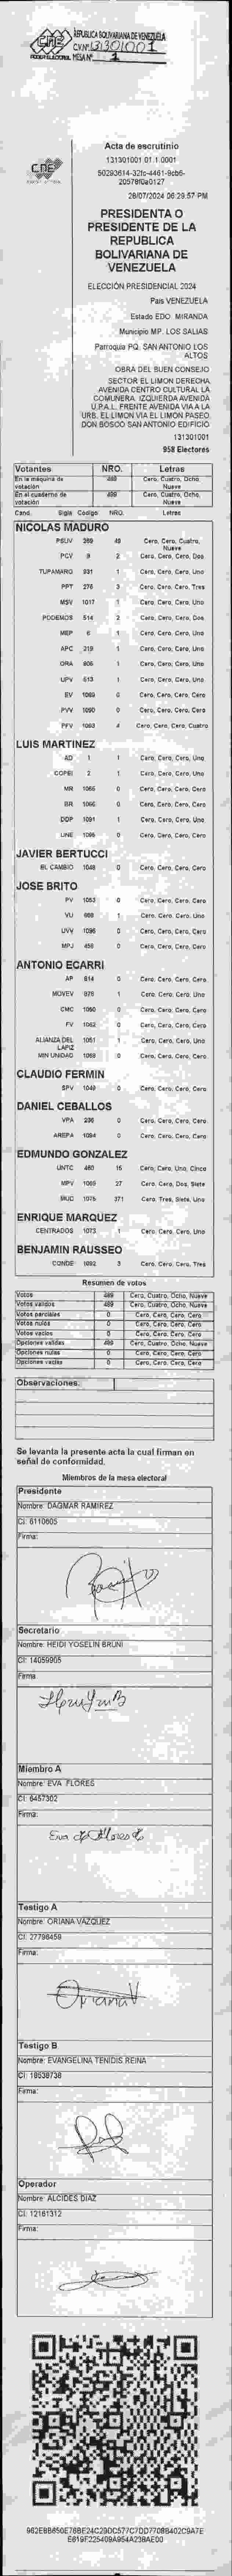 REPÚBLICA BOLIVARIANA DE VENEZUELA
CNE C.V.Nº 131301001
PODER ELECTORAL MESA Nº 1
Acta de escrutinio
131301001.01.1.0001
20578f0a0127
28/07/2024 06:29:57 PM
PRESIDENTA O
PRESIDENTE DE LA
REPUBLICA
BOLIVARIANA DE
VENEZUELA
ELECCIÓN PRESIDENCIAL 2024
País VENEZUELA
Estado EDO. MIRANDA
Municipio MP. LOS SALIAS
Parroquia PQ. SAN ANTONIO LOS
ALTOS
OBRA DEL BUEN CONSEJO
SECTOR EL LIMON DERECHA
AVENIDA CENTRO CULTURAL LA
COMUNERA. IZQUIERDA AVENIDA
U.P.A.L. FRENTE AVENIDA VIA A LA
URB. EL LIMON VIA EL LIMON PASEO
DON BOSCO SAN ANTONIO EDIFICIO
131301001
958 Electores
Votantes NRO. Letras
En la máquina de votación 489 Cero, Cuatro, Ocho, Nueve
En el cuaderno de votación 489 Cero, Cuatro, Ocho, Nueve
Cand. Sigla Código NRO. Letras
NICOLAS MADURO
PSUV 269 49 Cero, Cero, Cuatro, Nueve
PCV 9 2 Cero, Cero, Cero, Dos
TUPAMARO 931 1 Cero, Cero, Cero, Uno
PPT 276 3 Cero, Cero, Cero, Tres
MSV 1017 1 Cero, Cero, Cero, Uno
PODEMOS 514 2 Cero, Cero, Cero, Dos
MEP 6 1 Cero, Cero, Cero, Uno
APC 219 1 Cero, Cero, Cero, Uno
ORA 806 1 Cero, Cero, Cero, Uno
UPV 613 1 Cero, Cero, Cero, Uno
EV 1089 0 Cero, Cero, Cero, Cero
PVV 1090 0 Cero, Cero, Cero, Cero
PFV 1093 4 Cero, Cero, Cero, Cuatro
LUIS MARTINEZ
AD 1 1 Cero, Cero, Cero, Uno
COPEI 2 1 Cero, Cero, Cero, Uno
MR 1055 0 Cero, Cero, Cero, Cero
BR 1066 0 Cero, Cero, Cero, Cero
DDP 1091 1 Cero, Cero, Cero, Uno
UNE 1095 0 Cero, Cero, Cero, Cero
JAVIER BERTUCCI
EL CAMBIO 1048 0 Cero, Cero, Cero, Cero
JOSE BRITO
PV 1053 0 Cero, Cero, Cero, Cero
VU 669 1 Cero, Cero, Cero, Uno
UVV 1096 0 Cero, Cero, Cero, Cero
MPJ 458 0 Cero, Cero, Cero, Cero
ANTONIO ECARRI
AP 614 0 Cero, Cero, Cero, Cero
MOVEV 976 1 Cero, Cero, Cero, Uno
CMC 1060 0 Cero, Cero, Cero, Cero
FV 1062 0 Cero, Cero, Cero, Cero
ALIANZA DEL LAPIZ 1051 1 Cero, Cero, Cero, Uno
MIN UNIDAD 1069 0 Cero, Cero, Cero, Cero
CLAUDIO FERMIN
SPV 1049 0 Cero, Cero, Cero, Cero
DANIEL CEBALLOS
VPA 236 0 Cero, Cero, Cero, Cero
AREPA 1094 0 Cero, Cero, Cero, Cero
EDMUNDO GONZALEZ
UNTC 460 15 Cero, Cero, Uno, Cinco
MPV 1005 27 Cero, Cero, Dos, Siete
MUD 1075 371 Cero, Tres, Siete, Uno
ENRIQUE MARQUEZ
CENTRADOS 1073 1 Cero, Cero, Cero, Uno
BENJAMIN RAUSSEO
CONDE 1092 3 Cero, Cero, Cero, Tres
Resumen de votos
Votos 489 Cero, Cuatro, Ocho, Nueve
Votos válidos 489 Cero, Cuatro, Ocho, Nueve
Votos parciales 0 Cero, Cero, Cero, Cero
Votos nulos 0 Cero, Cero, Cero, Cero
Votos vacíos 0 Cero, Cero, Cero, Cero
Opciones válidas 489 Cero, Cuatro, Ocho, Nueve
Opciones nulas 0 Cero, Cero, Cero, Cero
Opciones vacías 0 Cero, Cero, Cero, Cero
Observaciones:
Se levanta la presente acta la cual firman en
señal de conformidad.
Miembros de la mesa electoral
Presidente
Nombre: DAGMAR RAMIREZ
CI: 6110605
Firma:
Secretario
Nombre: HEIDI YOSELIN BRUNI
CI: 14059905
Firma:
Miembro A
Nombre: EVA FLORES
CI: 6457302
Firma:
Eva de Flores
Testigo A
Nombre: ORIANA VAZQUEZ
CI: 27796459
Firma:
Oriana V
Testigo B
Nombre: EVANGELINA TENIDIS REINA
CI: 18539738
Firma:
Operador
Nombre: ALCIDES DIAZ
CI: 12161312
Firma: